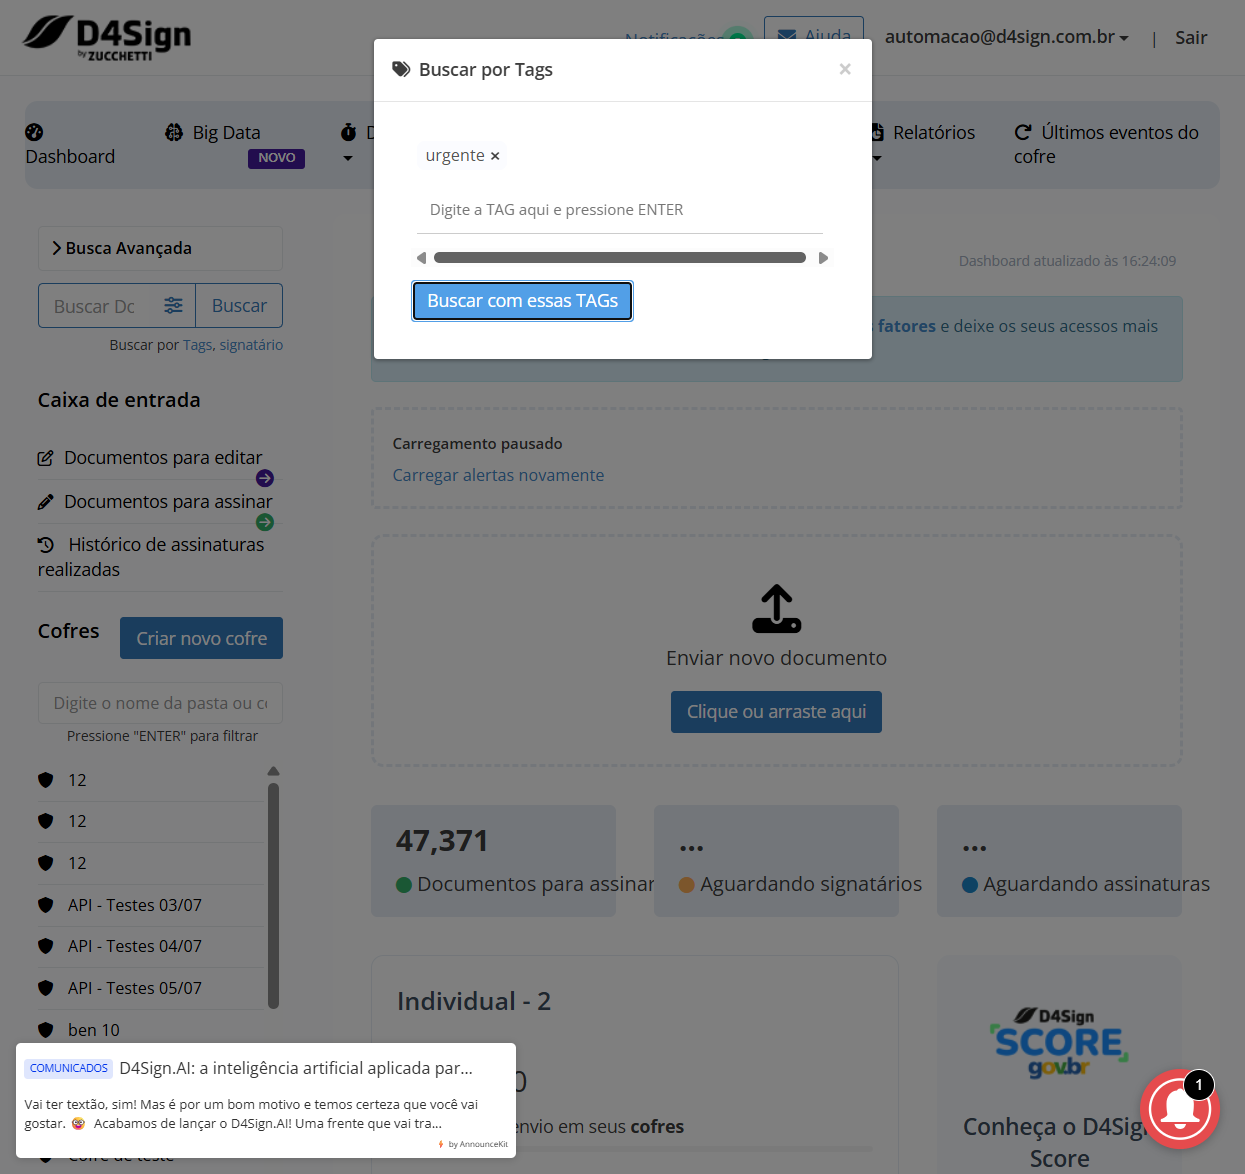 D4Sign
by ZUCCHETTI
Notificações
Ajuda
automacao@d4sign.com.br
|
Sair
Buscar por Tags
×
Dashboard
Big Data
NOVO
D
Relatórios
Últimos eventos do
cofre
urgente ×
Digite a TAG aqui e pressione ENTER
Buscar com essas TAGs
Busca Avançada
Buscar Dc
Buscar
Buscar por Tags, signatário
Dashboard atualizado às 16:24:09
fatores e deixe os seus acessos mais
Caixa de entrada
Documentos para editar
Documentos para assinar
Histórico de assinaturas
realizadas
Carregamento pausado
Carregar alertas novamente
Cofres
Criar novo cofre
Digite o nome da pasta ou co
Pressione "ENTER" para filtrar
Enviar novo documento
Clique ou arraste aqui
12
12
12
API - Testes 03/07
API - Testes 04/07
API - Testes 05/07
ben 10
Cofre de teste
47,371
Documentos para assinar
...
Aguardando signatários
...
Aguardando assinaturas
Individual - 2
0
envio em seus cofres
D4Sign
SCORE
gov.br
Conheça o D4Sign
Score
1
COMUNICADOS
D4Sign.AI: a inteligência artificial aplicada par...
Vai ter textão, sim! Mas é por um bom motivo e temos certeza que você vai
gostar. 🤓 Acabamos de lançar o D4Sign.AI! Uma frente que vai tra...
by AnnounceKit